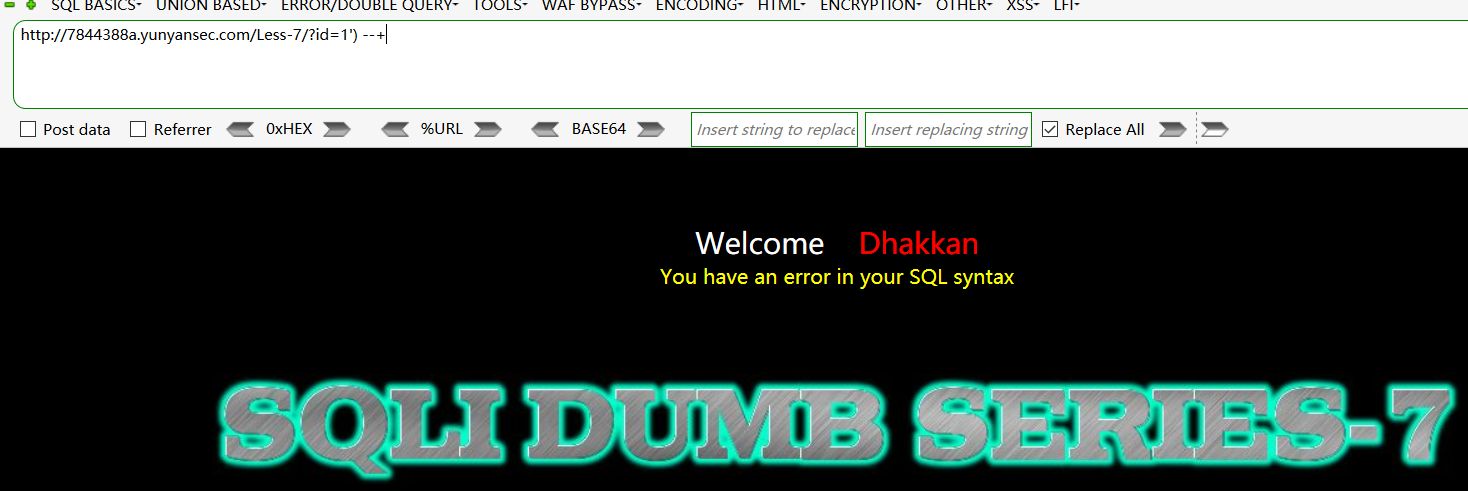 SQL BASICS UNION BASED ERROR/DOUBLE QUERY TOOLS WAF BYPASS ENCODING HTML ENCRYPTION OTHER XSS LFI
http://7844388a.yunyansec.com/Less-7/?id=1') --+
Post data Referrer 0xHEX %URL BASE64 Insert string to replace Insert replacing string Replace All
Welcome Dhakkan
You have an error in your SQL syntax
SQLI DUMB SERIES-7